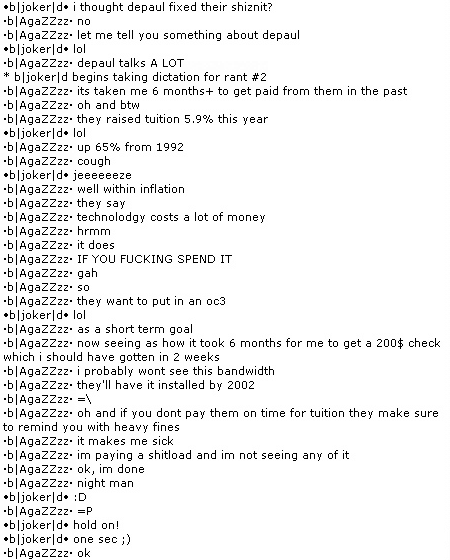 •b|joker|d• i thought depaul fixed their shiznit?
·b|AgaZZzz· no
·b|AgaZZzz· let me tell you something about depaul
•b|joker|d• lol
·b|AgaZZzz· depaul talks A LOT
* b|joker|d begins taking dictation for rant #2
·b|AgaZZzz· its taken me 6 months+ to get paid from them in the past
·b|AgaZZzz· oh and btw
·b|AgaZZzz· they raised tuition 5.9% this year
•b|joker|d• lol
·b|AgaZZzz· up 65% from 1992
·b|AgaZZzz· cough
•b|joker|d• jeeeeeeze
·b|AgaZZzz· well within inflation
·b|AgaZZzz· they say
·b|AgaZZzz· technolodgy costs a lot of money
·b|AgaZZzz· hrmm
·b|AgaZZzz· it does
·b|AgaZZzz· IF YOU FUCKING SPEND IT
·b|AgaZZzz· gah
·b|AgaZZzz· so
·b|AgaZZzz· they want to put in an oc3
•b|joker|d• lol
·b|AgaZZzz· as a short term goal
·b|AgaZZzz· now seeing as how it took 6 months for me to get a 200$ check
which i should have gotten in 2 weeks
·b|AgaZZzz· i probably wont see this bandwidth
·b|AgaZZzz· they'll have it installed by 2002
·b|AgaZZzz· =\
·b|AgaZZzz· oh and if you dont pay them on time for tuition they make sure
to remind you with heavy fines
·b|AgaZZzz· it makes me sick
·b|AgaZZzz· im paying a shitload and im not seeing any of it
·b|AgaZZzz· ok, im done
·b|AgaZZzz· night man
•b|joker|d• :D
·b|AgaZZzz· =P
•b|joker|d• hold on!
•b|joker|d• one sec ;)
·b|AgaZZzz· ok